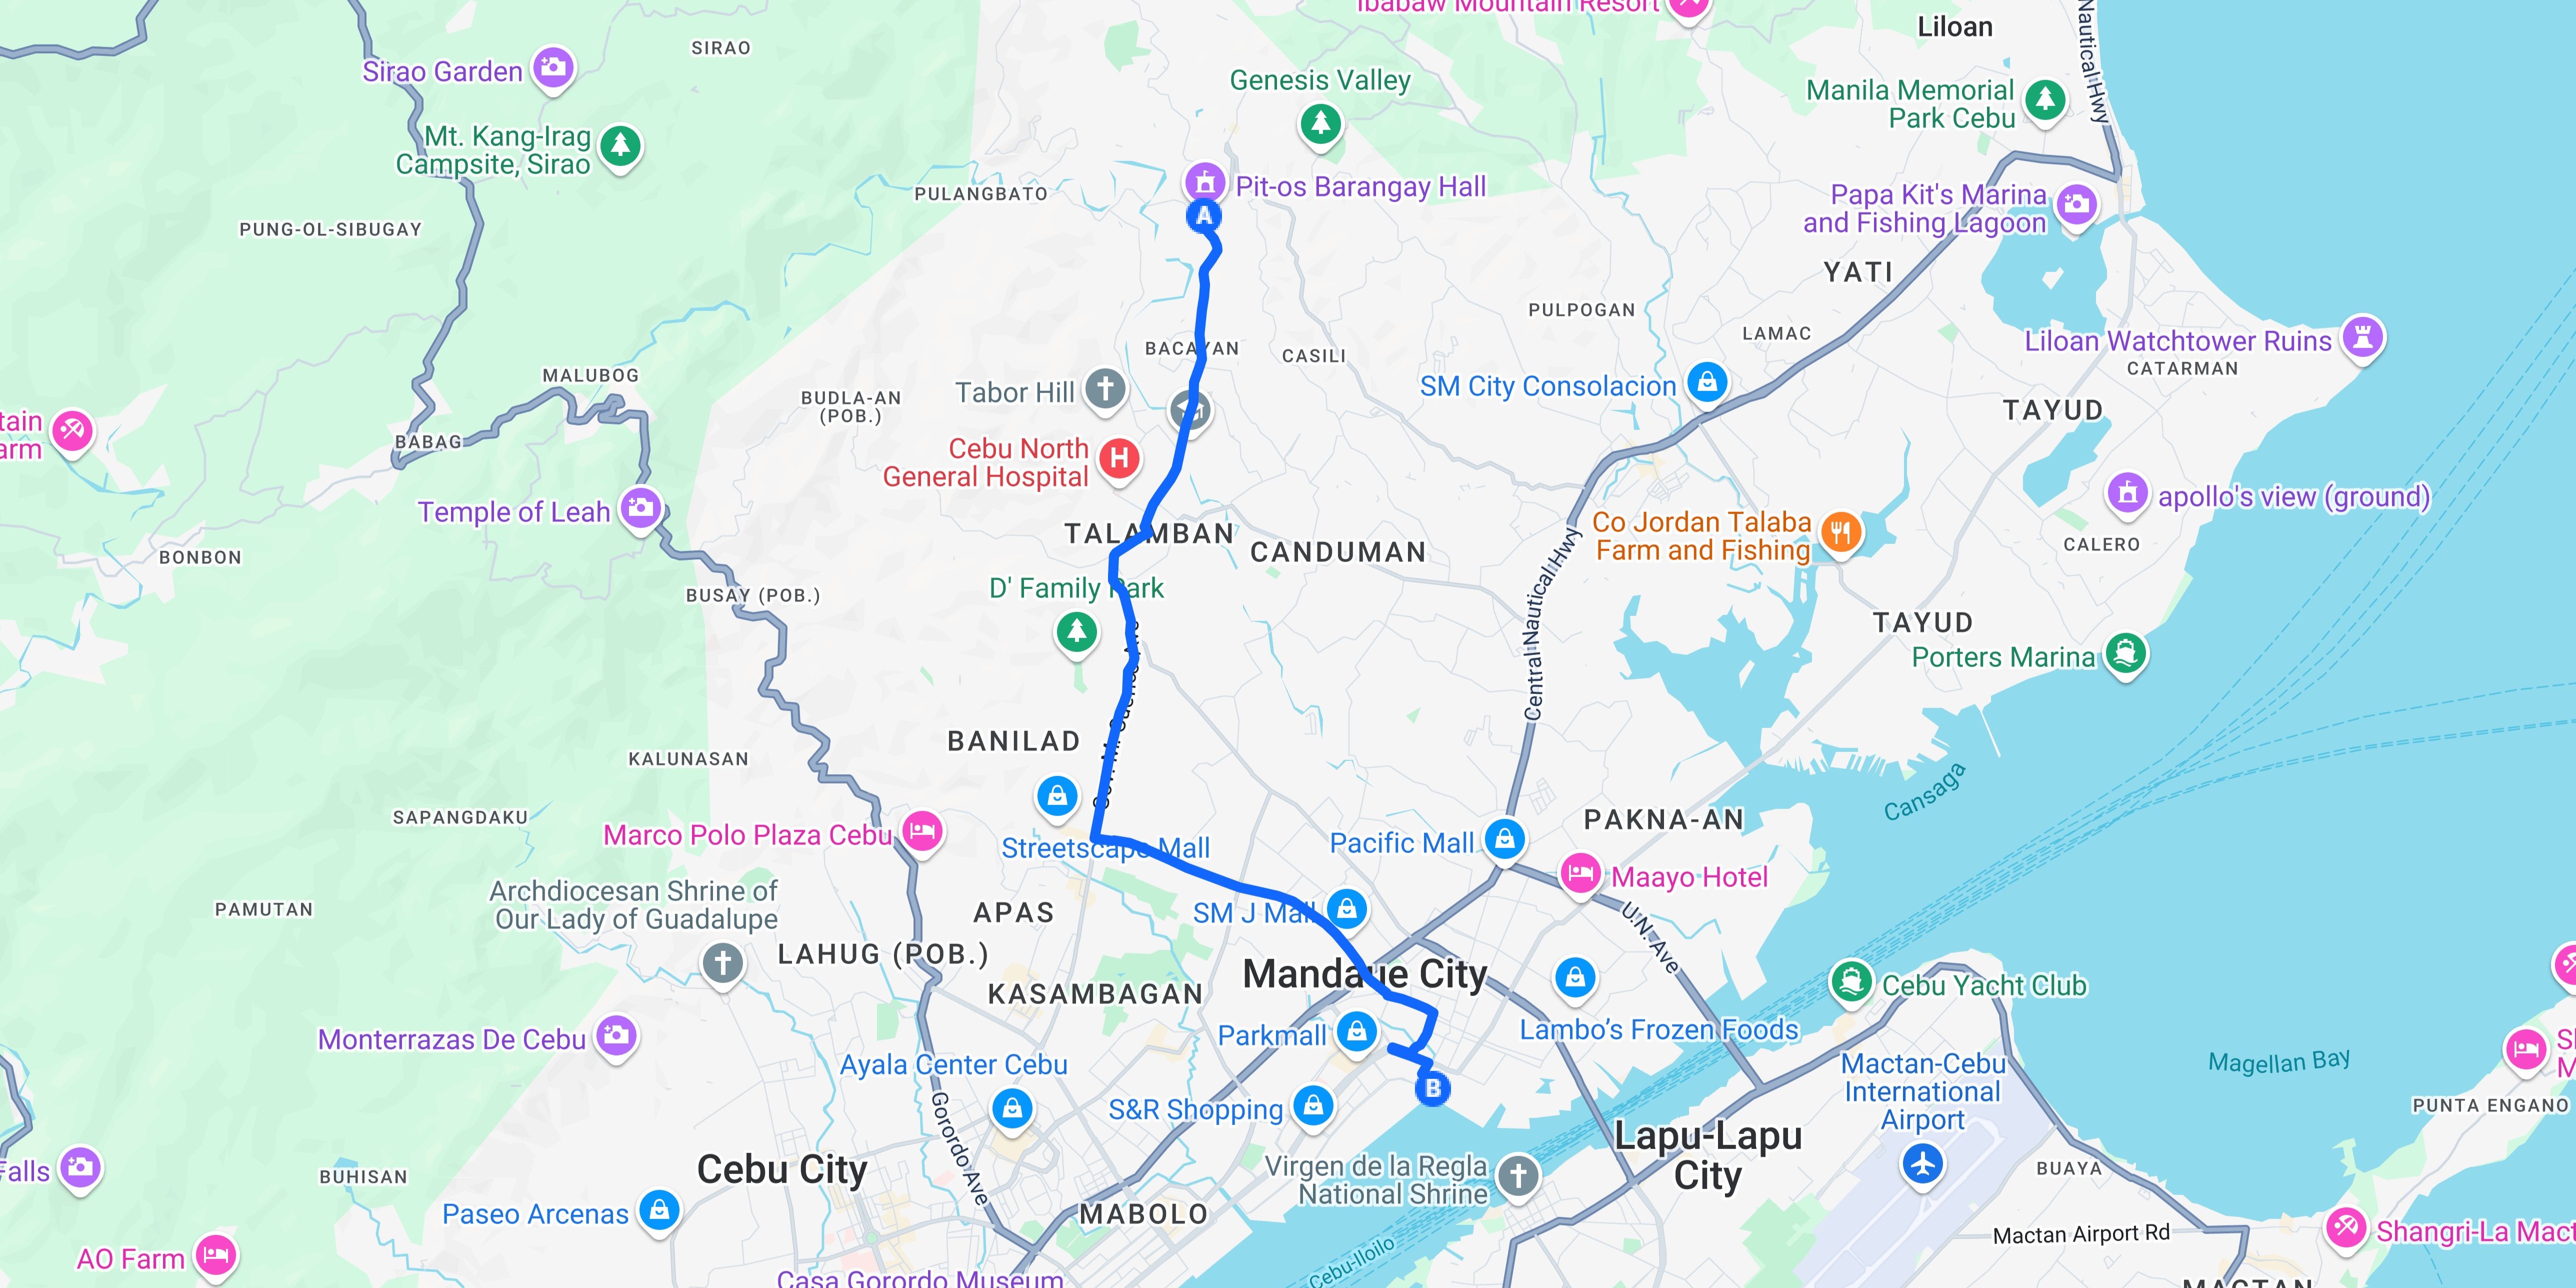 Ibabaw Mountain Resort
Liloan
Nautical Hwy
SIRAO
Sirao Garden
Genesis Valley
Manila Memorial
Park Cebu
Mt. Kang-Irag
Campsite, Sirao
PULANGBATO
Pit-os Barangay Hall
A
Papa Kit's Marina
and Fishing Lagoon
PUNG-OL-SIBUGAY
YATI
PULPOGAN
LAMAC
Liloan Watchtower Ruins
CATARMAN
BACAYAN
CASILI
MALUBOG
SM City Consolacion
Tabor Hill
BUDLA-AN
(POB.)
TAYUD
tain
arm
BABAG
Cebu North
General Hospital
H
apollo's view (ground)
Temple of Leah
TALAMBAN
CANDUMAN
Co Jordan Talaba
Farm and Fishing
CALERO
BONBON
Central Nautical Hwy
D' Family Park
BUSAY (POB.)
TAYUD
Porters Marina
BANILAD
KALUNASAN
Cansaga
SAPANGDAKU
PAKNA-AN
Marco Polo Plaza Cebu
Streetscape Mall
Pacific Mall
Maayo Hotel
Archdiocesan Shrine of
Our Lady of Guadalupe
PAMUTAN
APAS
SM J Mall
U.N. Ave
LAHUG (POB.)
Mandaue City
KASAMBAGAN
Cebu Yacht Club
Lambo's Frozen Foods
Parkmall
Monterrazas De Cebu
Ayala Center Cebu
Mactan-Cebu
International
Airport
Magellan Bay
B
S&R Shopping
Gorordo Ave
PUNTA ENGANO
Lapu-Lapu
City
Cebu City
Virgen de la Regla
National Shrine
BUAYA
Falls
BUHISAN
Paseo Arcenas
MABOLO
Mactan Airport Rd
Shangri-La Mact
AO Farm
Cebu-Iloilo
Casa Gorordo Museum
MACTAN